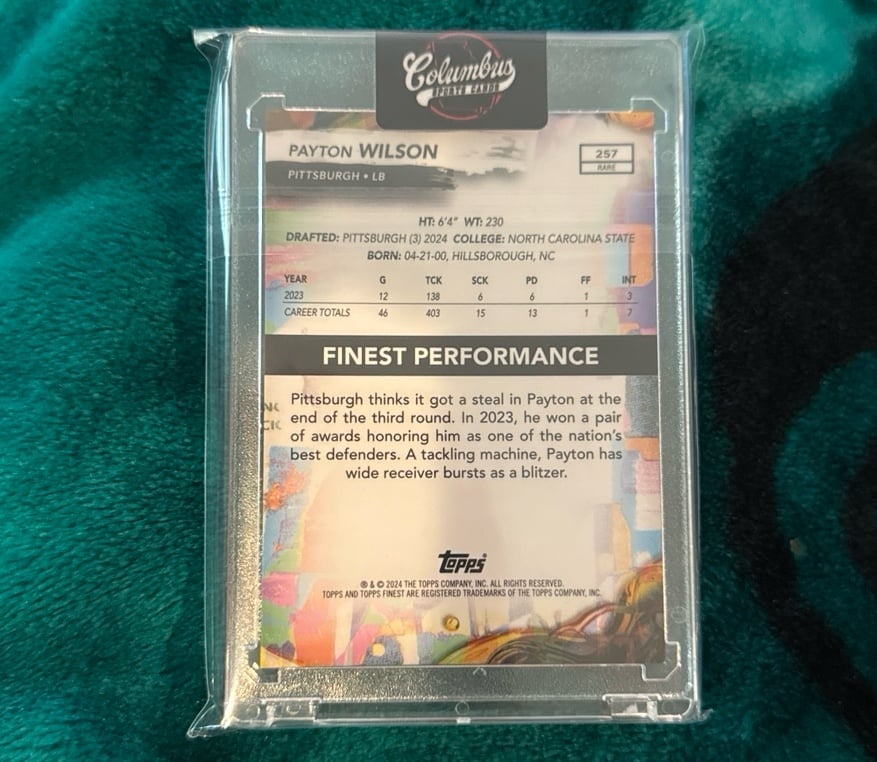 Columbus
SPORTS CARDS
PAYTON WILSON
257
RARE
PITTSBURGH • LB
HT: 6'4" WT: 230
DRAFTED: PITTSBURGH (3) 2024 COLLEGE: NORTH CAROLINA STATE
BORN: 04-21-00, HILLSBOROUGH, NC
YEAR G TCK SCK PD FF INT
2023 12 138 6 6 1 3
CAREER TOTALS 46 403 15 13 1 7
FINEST PERFORMANCE
Pittsburgh thinks it got a steal in Payton at the
end of the third round. In 2023, he won a pair
of awards honoring him as one of the nation's
best defenders. A tackling machine, Payton has
wide receiver bursts as a blitzer.
topps®
® & © 2024 THE TOPPS COMPANY, INC. ALL RIGHTS RESERVED.
TOPPS AND TOPPS FINEST ARE REGISTERED TRADEMARKS OF THE TOPPS COMPANY, INC.